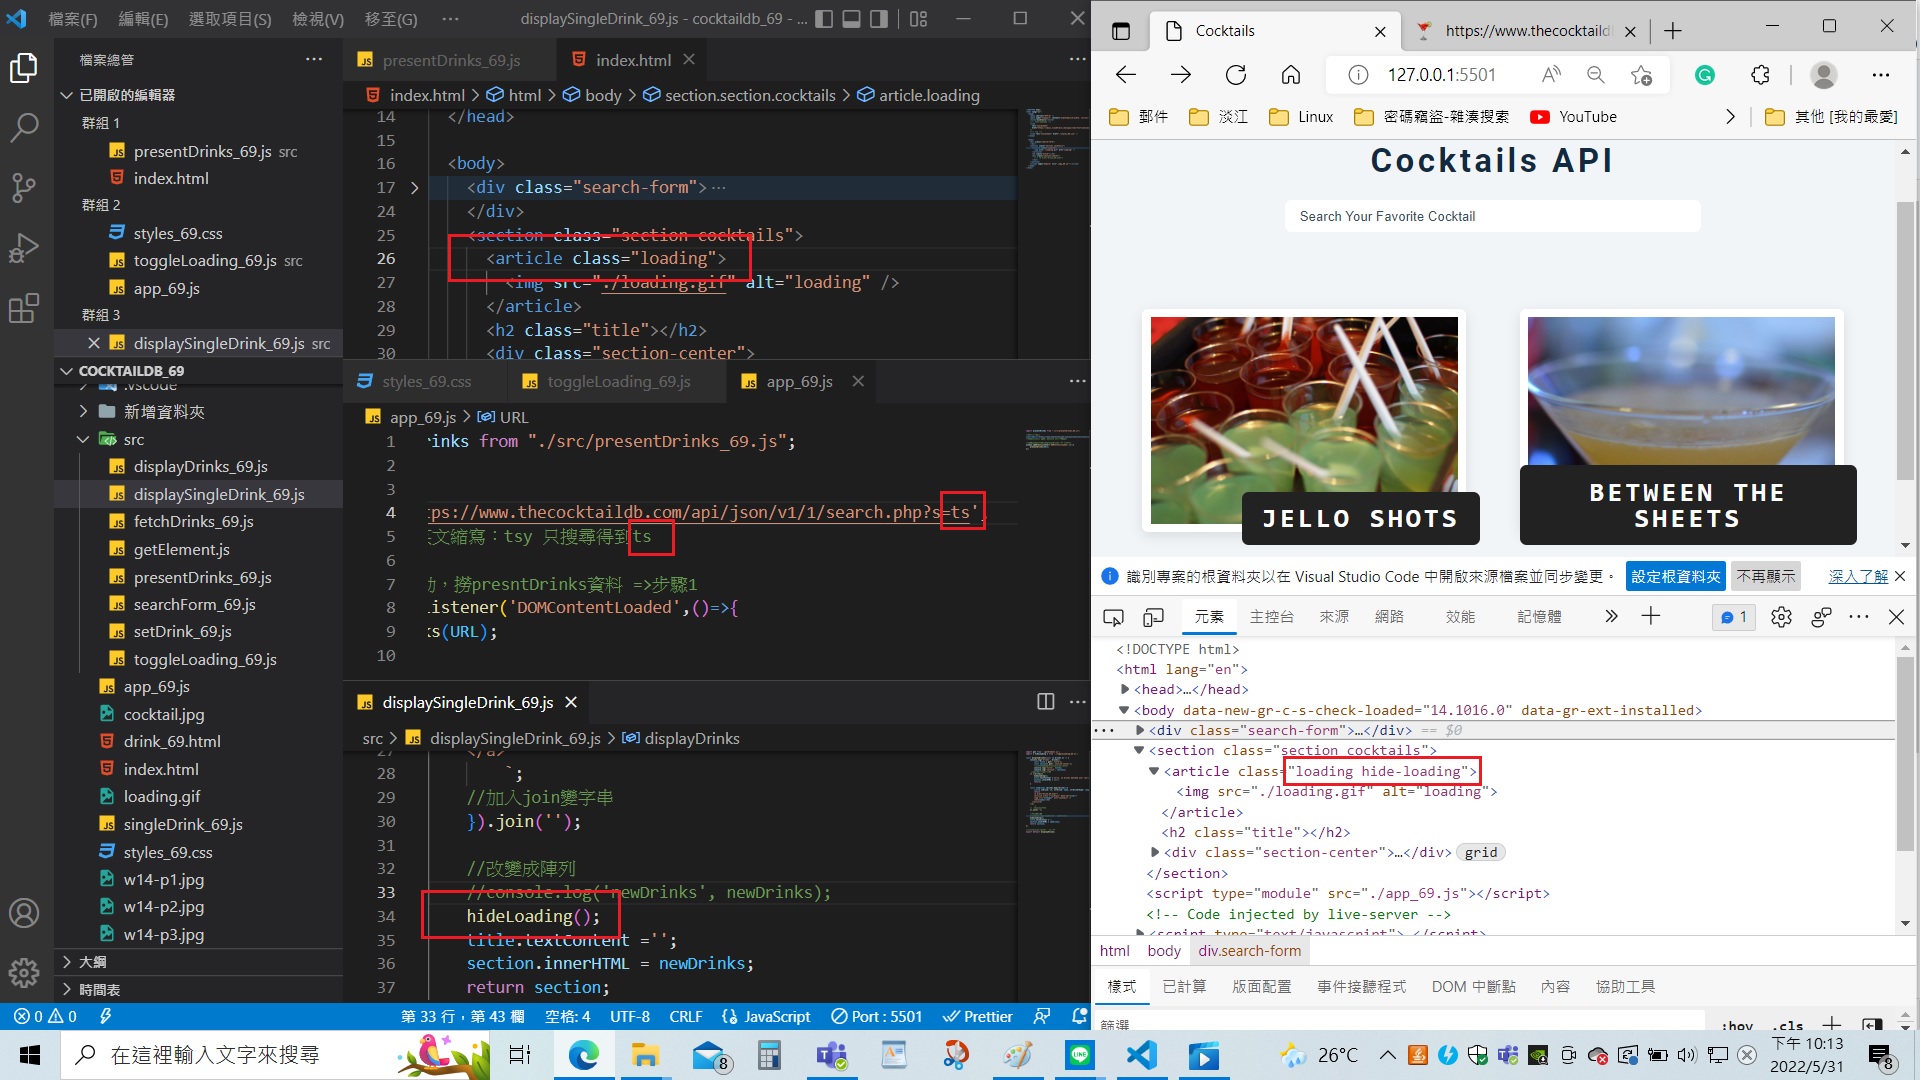 檔案(F) 編輯(E) 選取項目(S) 檢視(V) 移至(G) ··· displaySingleDrink_69.js - cocktaildb_69 - ...
檔案總管
已開啟的編輯器
群組 1
presentDrinks_69.js src
index.html
群組 2
styles_69.css
toggleLoading_69.js src
app_69.js
群組 3
displaySingleDrink_69.js src
COCKTAILDB_69
.vscode
新增資料夾
src
displayDrinks_69.js
displaySingleDrink_69.js
fetchDrinks_69.js
getElement.js
presentDrinks_69.js
searchForm_69.js
setDrink_69.js
toggleLoading_69.js
app_69.js
cocktail.jpg
drink_69.html
index.html
loading.gif
singleDrink_69.js
styles_69.css
w14-p1.jpg
w14-p2.jpg
w14-p3.jpg
大綱
時間表
presentDrinks_69.js index.html
index.html > html > body > section.section.cocktails > article.loading
14 </head>
15
16 <body>
17 <div class="search-form">···
24 </div>
25 <section class="section cocktails">
26 <article class="loading">
27 <img src="./loading.gif" alt="loading" />
28 </article>
29 <h2 class="title"></h2>
30 <div class="section-center">
styles_69.css toggleLoading_69.js app_69.js
app_69.js > URL
1 rinks from "./src/presentDrinks_69.js";
2
3
4 tps://www.thecocktaildb.com/api/json/v1/1/search.php?s=ts';
5 文縮寫：tsy 只搜尋得到ts
6
7 ，撈presntDrinks資料 =>步驟1
8 istener('DOMContentLoaded',()=>{
9 ks(URL);
10
displaySingleDrink_69.js
src > displaySingleDrink_69.js > displayDrinks
27 </a>
28 `;
29 //加入join變字串
30 }).join('');
31
32 //改變成陣列
33 //console.log('newDrinks', newDrinks);
34 hideLoading();
35 title.textContent ='';
36 section.innerHTML = newDrinks;
37 return section;
0 0 第 33 行，第 43 欄 空格: 4 UTF-8 CRLF JavaScript Port : 5501 Prettier
Cocktails https://www.thecocktaild
127.0.0.1:5501
郵件 淡江 Linux 密碼竊盜-雜湊搜索 YouTube 其他 [我的最愛]
Cocktails API
Search Your Favorite Cocktail
JELLO SHOTS
BETWEEN THE
SHEETS
識別專案的根資料夾以在 Visual Studio Code 中開啟來源檔案並同步變更。 設定根資料夾 不再顯示 深入了解
元素 主控台 來源 網路 效能 記憶體 1
<!DOCTYPE html>
<html lang="en">
<head>…</head>
<body data-new-gr-c-s-check-loaded="14.1016.0" data-gr-ext-installed>
··· <div class="search-form">…</div> == $0
<section class="section cocktails">
<article class="loading hide-loading">
<img src="./loading.gif" alt="loading">
</article>
<h2 class="title"></h2>
<div class="section-center">…</div> grid
</section>
<script type="module" src="./app_69.js"></script>
<!-- Code injected by live-server -->
<script type="text/javascript">…</script>
html body div.search-form
樣式 已計算 版面配置 事件接聽程式 DOM 中斷點 內容 協助工具
篩選 :hov .cls
在這裡輸入文字來搜尋
8
26°C
下午 10:13
2022/5/31
8